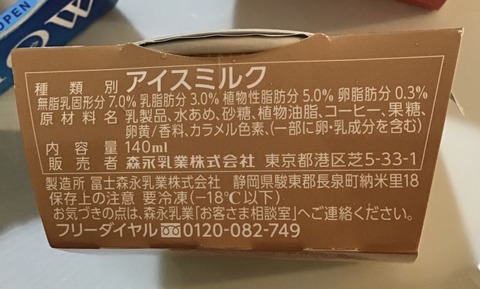 OPEN
OW
種類別 アイスミルク
無脂乳固形分7.0% 乳脂肪分3.0% 植物性脂肪分5.0% 卵脂肪分0.3%
原材料名 乳製品、水あめ、砂糖、植物油脂、コーヒー、果糖、
卵黄/香料、カラメル色素、(一部に卵・乳成分を含む)
内容量 140ml
販売者 森永乳業株式会社 東京都港区芝5-33-1
製造所 冨士森永乳業株式会社 静岡県駿東郡長泉町納米里18
保存上の注意 要冷凍(-18℃以下)
お気づきの点は、森永乳業「お客さま相談室」へご連絡ください。
フリーダイヤル 0120-082-749